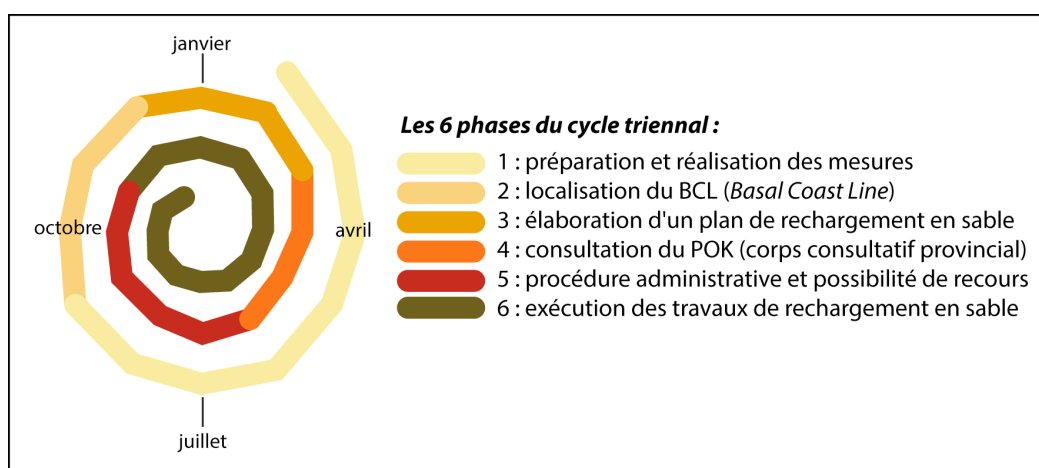 janvier
Les 6 phases du cycle triennal :
1 : préparation et réalisation des mesures
2 : localisation du BCL (Basal Coast Line)
octobre
avril
3 : élaboration d'un plan de rechargement en sable
4 : consultation du POK (corps consultatif provincial)
5 : procédure administrative et possibilité de recours
6 : exécution des travaux de rechargement en sable
juillet